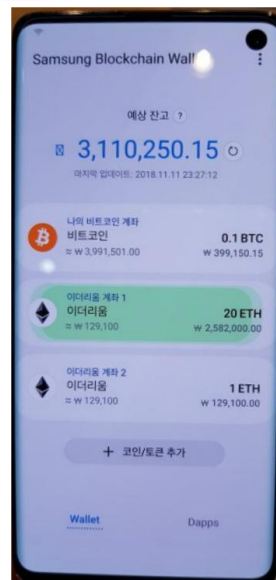 Samsung Blockchain Wall
예상 잔고 ?
3,110,250.15
마지막 업데이트: 2018.11.11 23:27:12
나의 비트코인 계좌
비트코인
0.1 BTC
≈ ₩ 3,991,501.00
₩ 399,150.15
이더리움 계좌 1
이더리움
20 ETH
≈ ₩ 129,100
₩ 2,582,000.00
이더리움 계좌 2
이더리움
1 ETH
≈ ₩ 129,100
₩ 129,100.00
+ 코인/토큰 추가
Wallet
Dapps